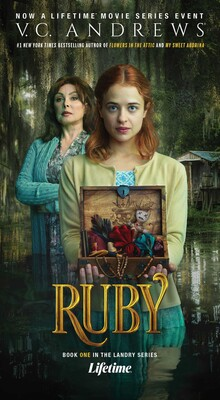 NOW A LIFETIME MOVIE SERIES EVENT
V.C. ANDREWS®
#1 NEW YORK TIMES BESTSELLING AUTHOR OF FLOWERS IN THE ATTIC AND MY SWEET AUDRINA
RUBY
BOOK ONE IN THE LANDRY SERIES
Lifetime